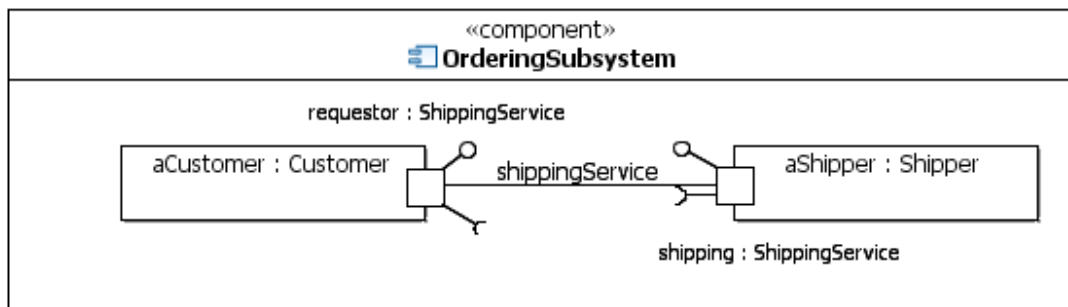 «component»
OrderingSubsystem
requestor : ShippingService
aCustomer : Customer
shippingService
aShipper : Shipper
shipping : ShippingService